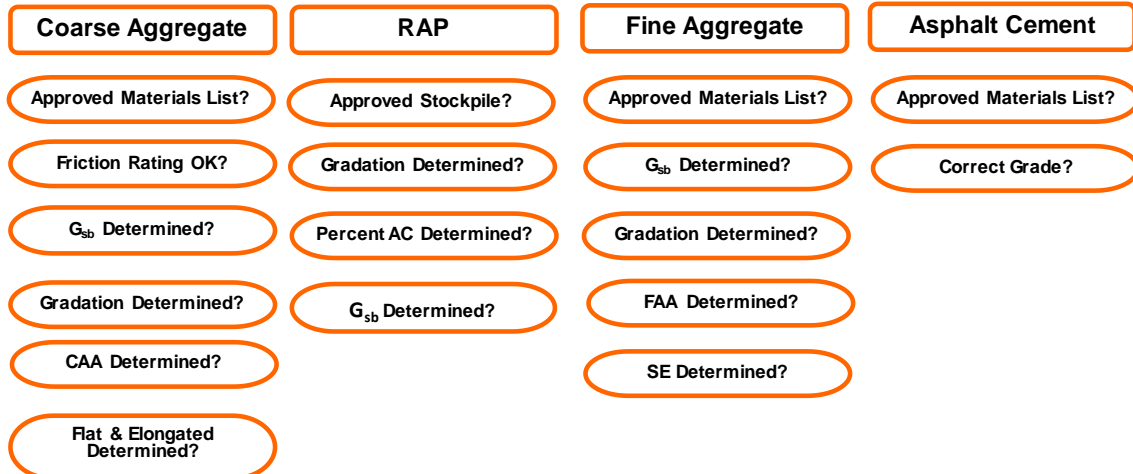 Coarse Aggregate
Approved Materials List?
Friction Rating OK?
Gsb Determined?
Gradation Determined?
CAA Determined?
Flat & Elongated
Determined?
RAP
Approved Stockpile?
Gradation Determined?
Percent AC Determined?
Gsb Determined?
Fine Aggregate
Approved Materials List?
Gsb Determined?
Gradation Determined?
FAA Determined?
SE Determined?
Asphalt Cement
Approved Materials List?
Correct Grade?